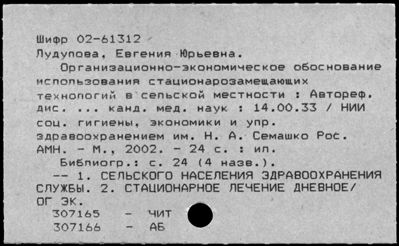 Шифр 02-61312
Лудупова, Евгения Юрьевна.
Организационно-экономическое обоснование
использования стационарозамещающих
технологий в сельской местности : Автореф.
дис. ... канд. мед. наук : 14.00.33 / НИИ
соц. гигиены, экономики и упр.
здравоохранением им. Н. А. Семашко Рос.
АМН. - М., 2002. - 24 с. : ил.
Библиогр.: с. 24 (4 назв.).
-- 1. СЕЛЬСКОГО НАСЕЛЕНИЯ ЗДРАВООХРАНЕНИЯ
СЛУЖБЫ. 2. СТАЦИОНАРНОЕ ЛЕЧЕНИЕ ДНЕВНОЕ/
ОГ ЭК.
307165 - ЧИТ
307166 - АБ